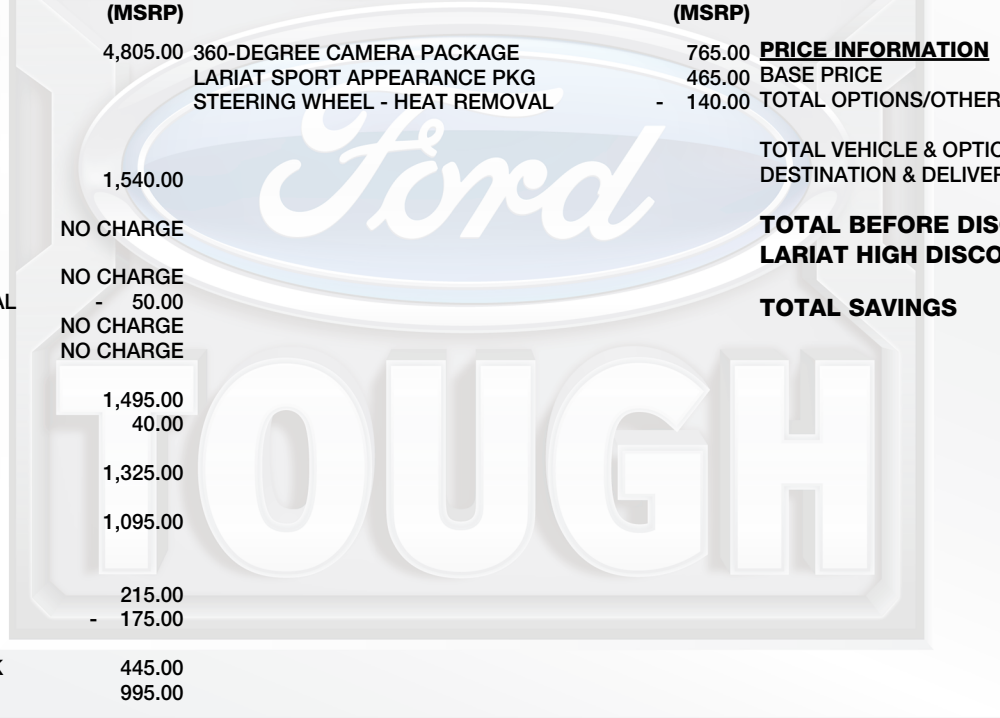 (MSRP)
4,805.00
1,540.00
NO CHARGE
NO CHARGE
AL - 50.00
NO CHARGE
NO CHARGE
1,495.00
40.00
1,325.00
1,095.00
215.00
- 175.00
K 445.00
995.00
(MSRP)
360-DEGREE CAMERA PACKAGE 765.00
LARIAT SPORT APPEARANCE PKG 465.00
STEERING WHEEL - HEAT REMOVAL - 140.00
PRICE INFORMATION
BASE PRICE
TOTAL OPTIONS/OTHER
TOTAL VEHICLE & OPTIO
DESTINATION & DELIVER
TOTAL BEFORE DIS
LARIAT HIGH DISCO
TOTAL SAVINGS
Ford
TOUGH